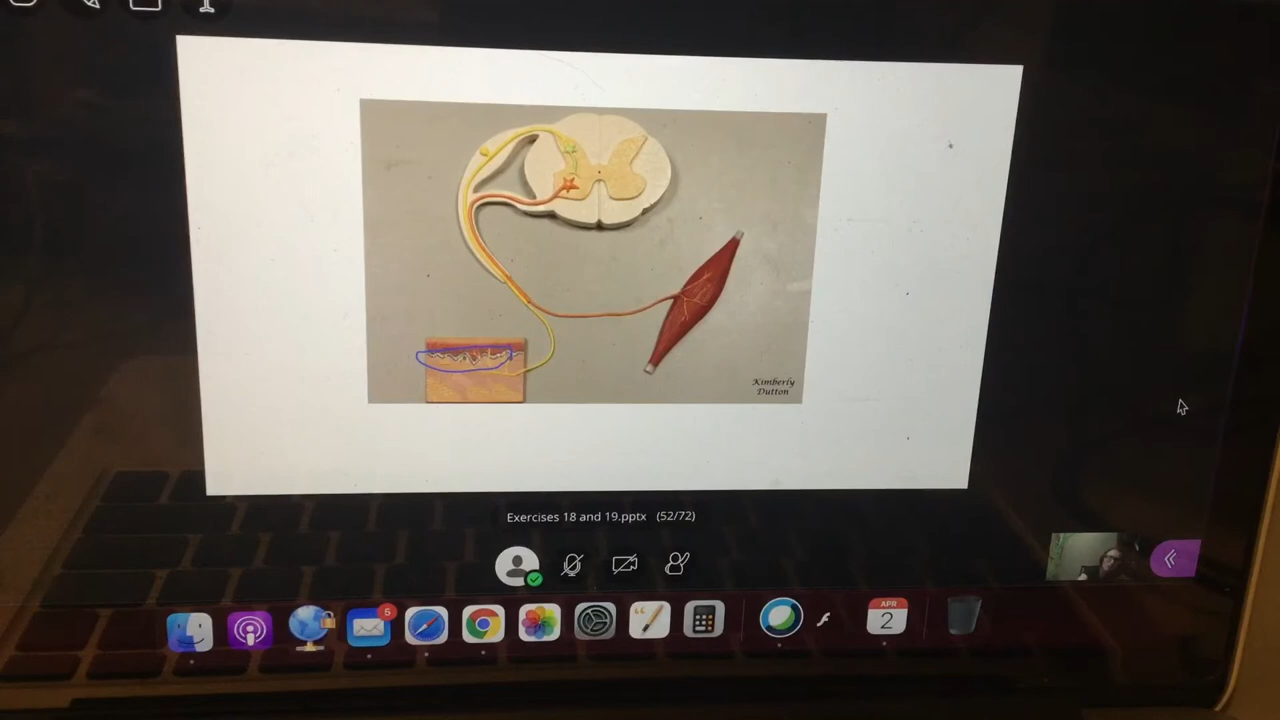 Kimberly
Dutton
Exercises 18 and 19.pptx (52/72)
5
APR
2